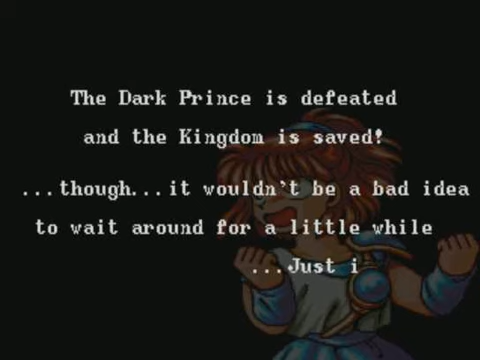 The Dark Prince is defeated
and the Kingdom is saved!
...though...it wouldn't be a bad idea
to wait around for a little while
...Just i